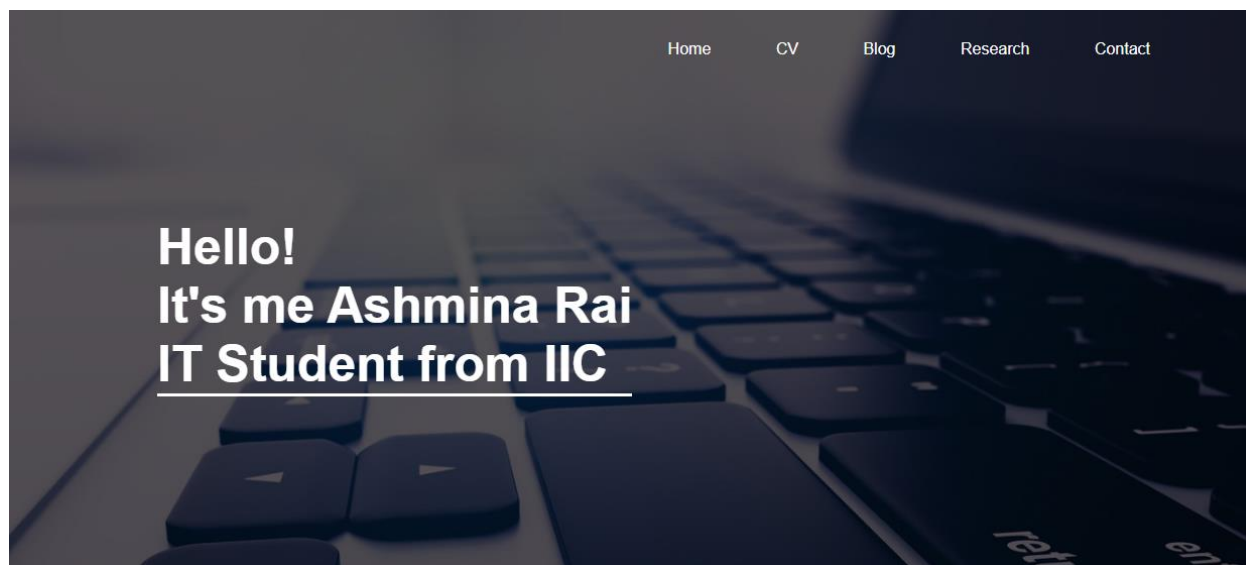 Home CV Blog Research Contact
Hello!
It's me Ashmina Rai
IT Student from IIC